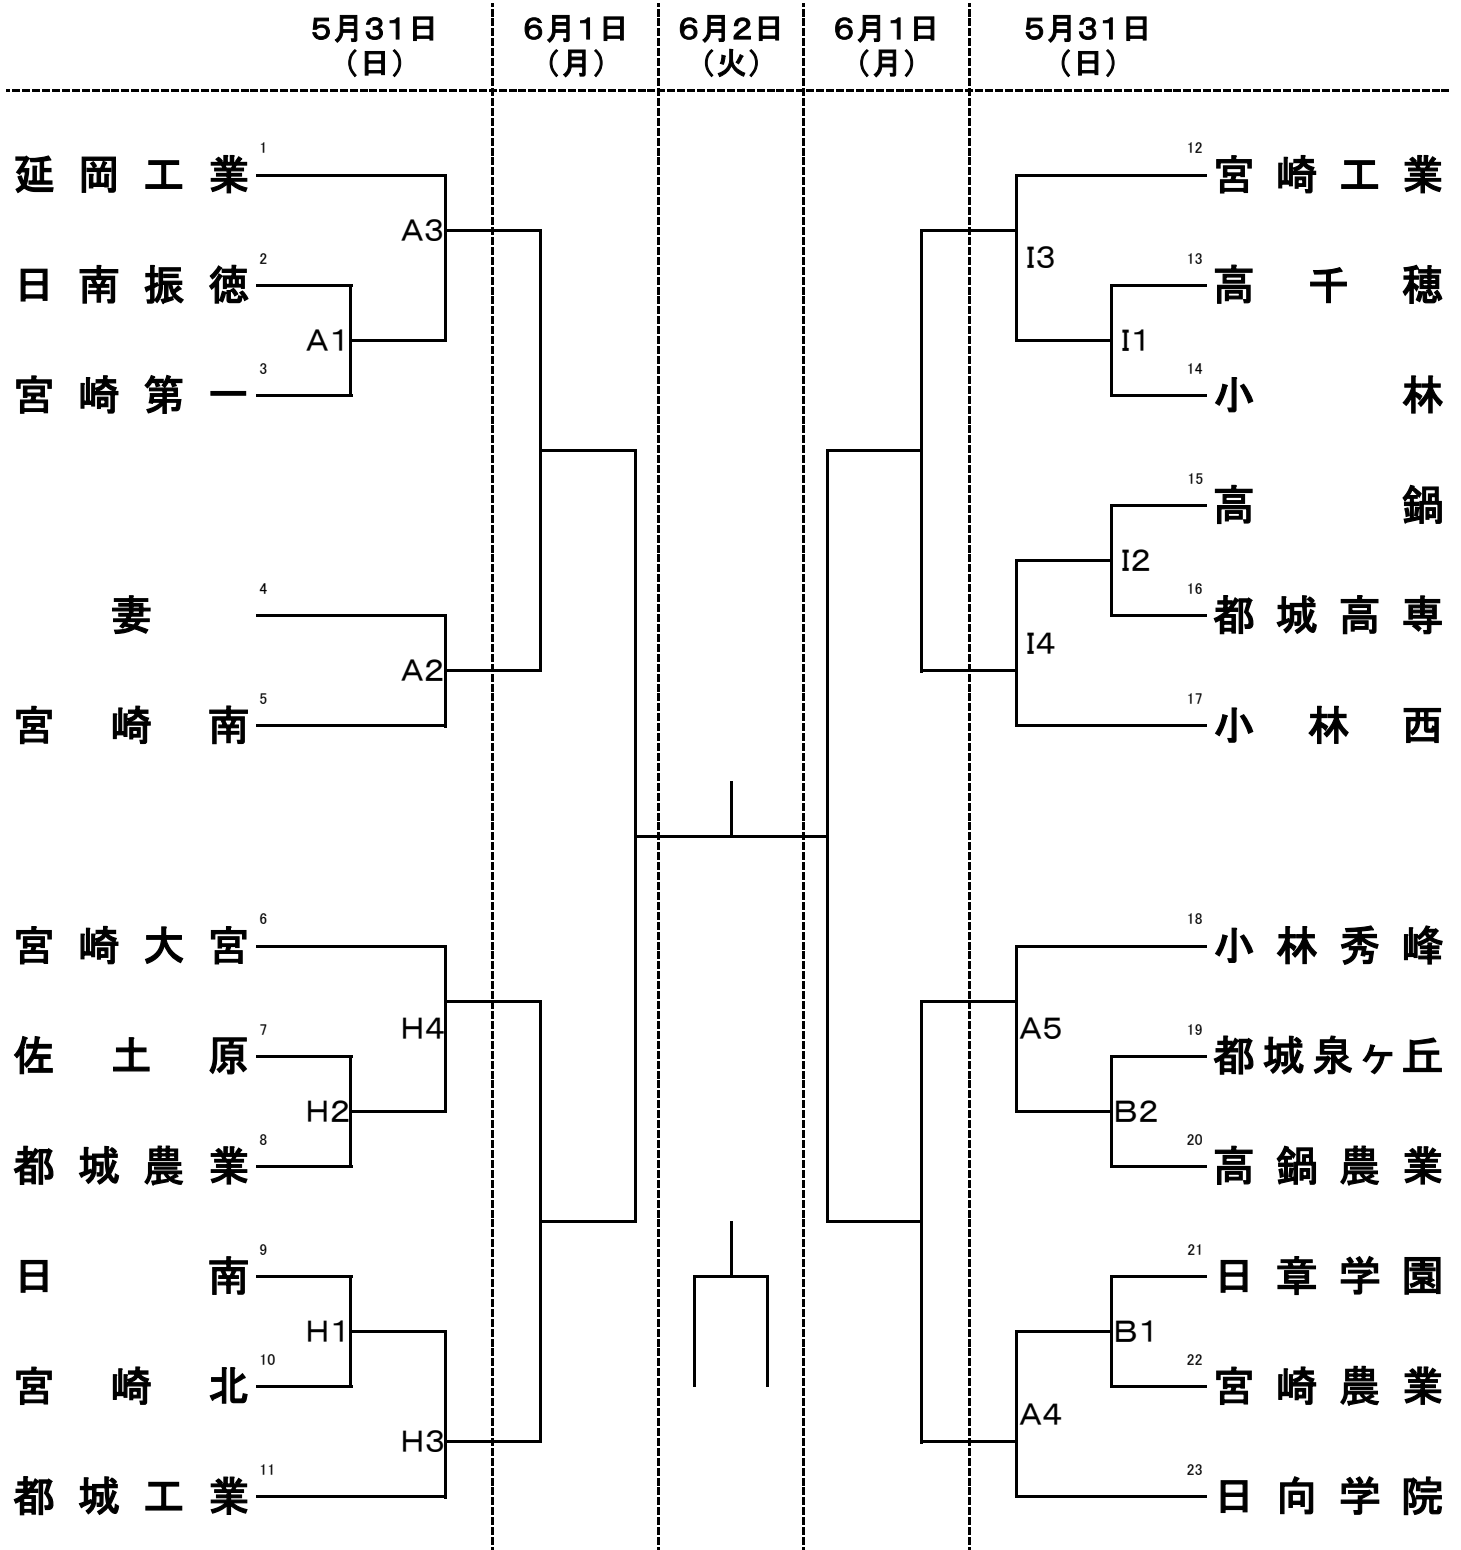 5月31日 6月1日 6月2日 6月1日 5月31日
（日） （月） （火） （月） （日）
1
延岡工業
A3
2
日南振徳
A1
3
宮崎第一
4
妻
A2
5
宮崎南
6
宮崎大宮
H4
7
佐土原
H2
8
都城農業
9
日南
H1
10
宮崎北
H3
11
都城工業
12
宮崎工業
I3
13
高千穂
I1
14
小林
15
高鍋
I2
16
都城高専
I4
17
小林西
18
小林秀峰
A5
19
都城泉ヶ丘
B2
20
高鍋農業
21
日章学園
B1
22
宮崎農業
A4
23
日向学院